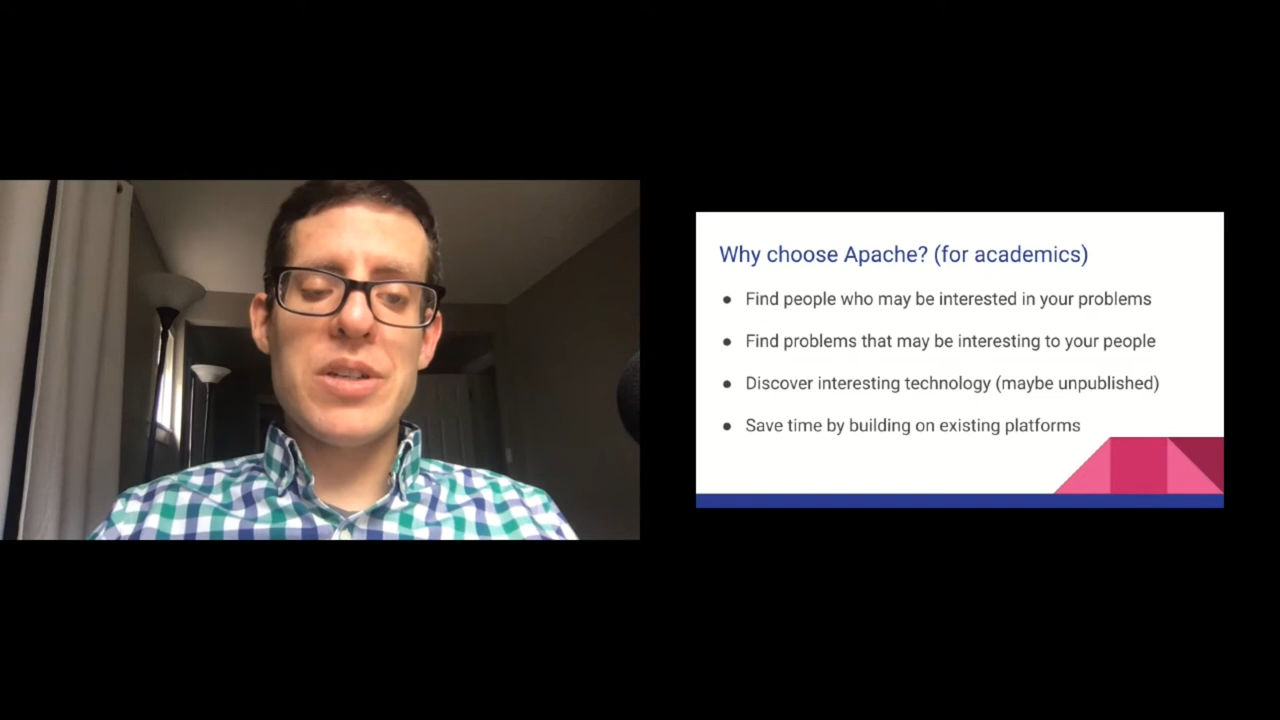 Why choose Apache? (for academics)
● Find people who may be interested in your problems
● Find problems that may be interesting to your people
● Discover interesting technology (maybe unpublished)
● Save time by building on existing platforms